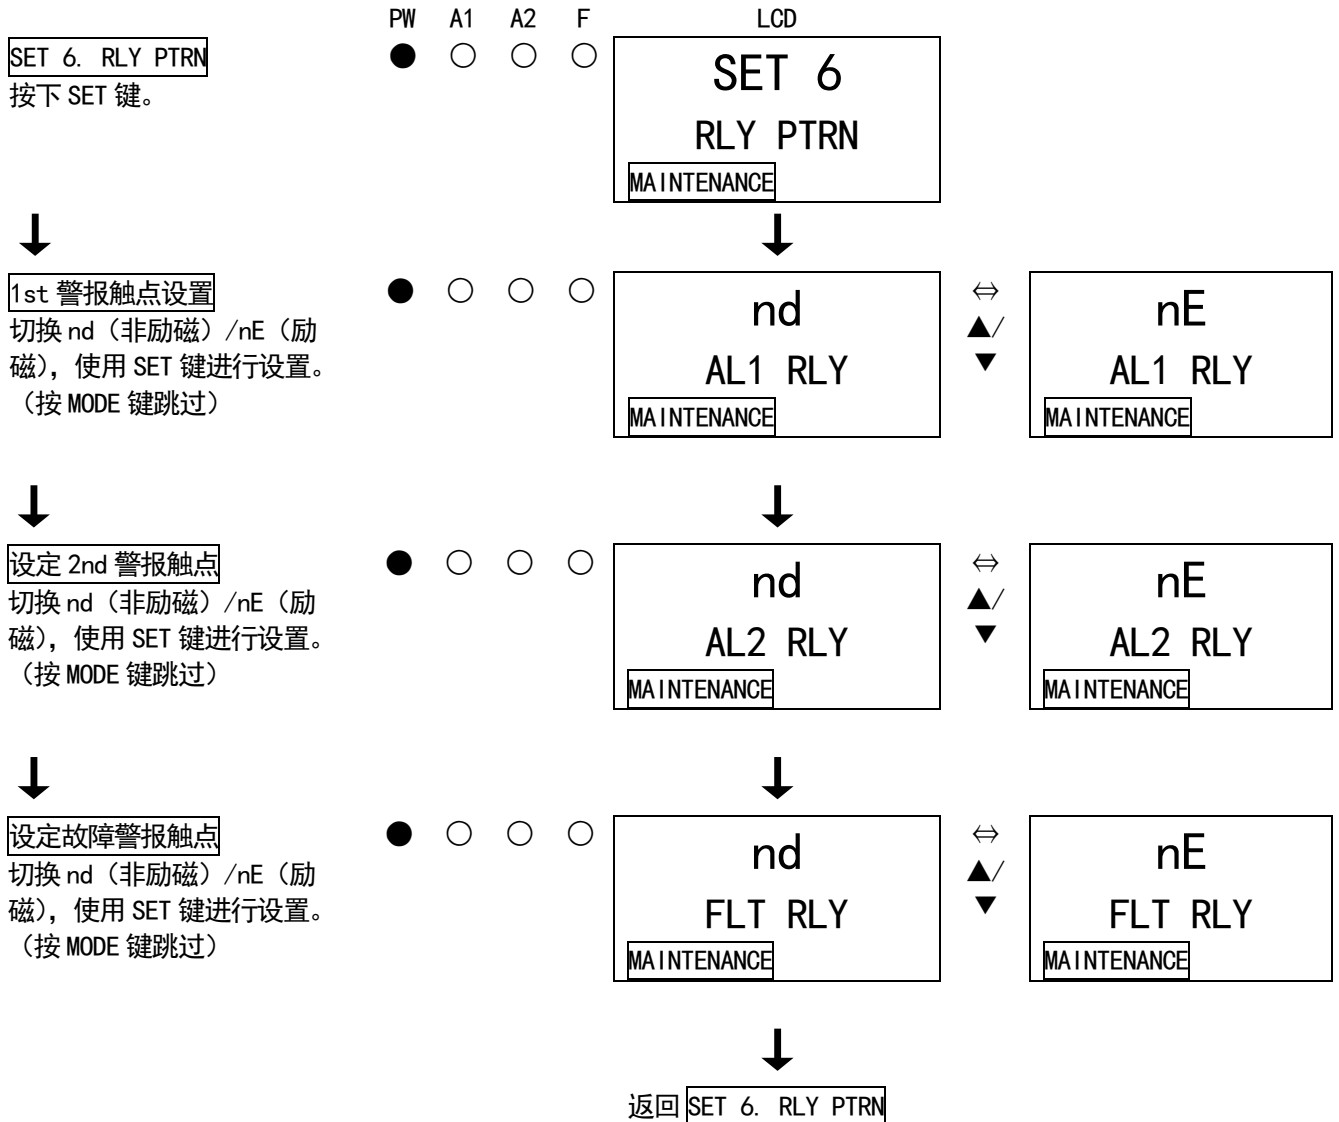 PW A1 A2 F LCD
SET 6. RLY PTRN
按下 SET 键。
● ○ ○ ○
SET 6
RLY PTRN
MAINTENANCE
↓ ↓
1st 警报触点设置
切换 nd（非励磁）/nE（励
磁），使用 SET 键进行设置。
（按 MODE 键跳过）
● ○ ○ ○
nd
AL1 RLY
MAINTENANCE
⇔
▲/
▼
nE
AL1 RLY
MAINTENANCE
↓ ↓
设定 2nd 警报触点
切换 nd（非励磁）/nE（励
磁），使用 SET 键进行设置。
（按 MODE 键跳过）
● ○ ○ ○
nd
AL2 RLY
MAINTENANCE
⇔
▲/
▼
nE
AL2 RLY
MAINTENANCE
↓ ↓
设定故障警报触点
切换 nd（非励磁）/nE（励
磁），使用 SET 键进行设置。
（按 MODE 键跳过）
● ○ ○ ○
nd
FLT RLY
MAINTENANCE
⇔
▲/
▼
nE
FLT RLY
MAINTENANCE
↓
返回 SET 6. RLY PTRN